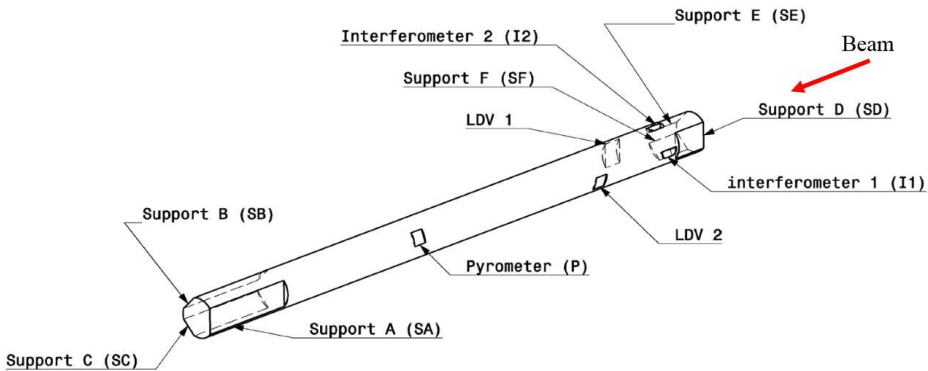 Support E (SE)
Interferometer 2 (I2)
Beam
Support F (SF)
Support D (SD)
LDV 1
interferometer 1 (I1)
Support B (SB)
LDV 2
Pyrometer (P)
Support A (SA)
Support C (SC)